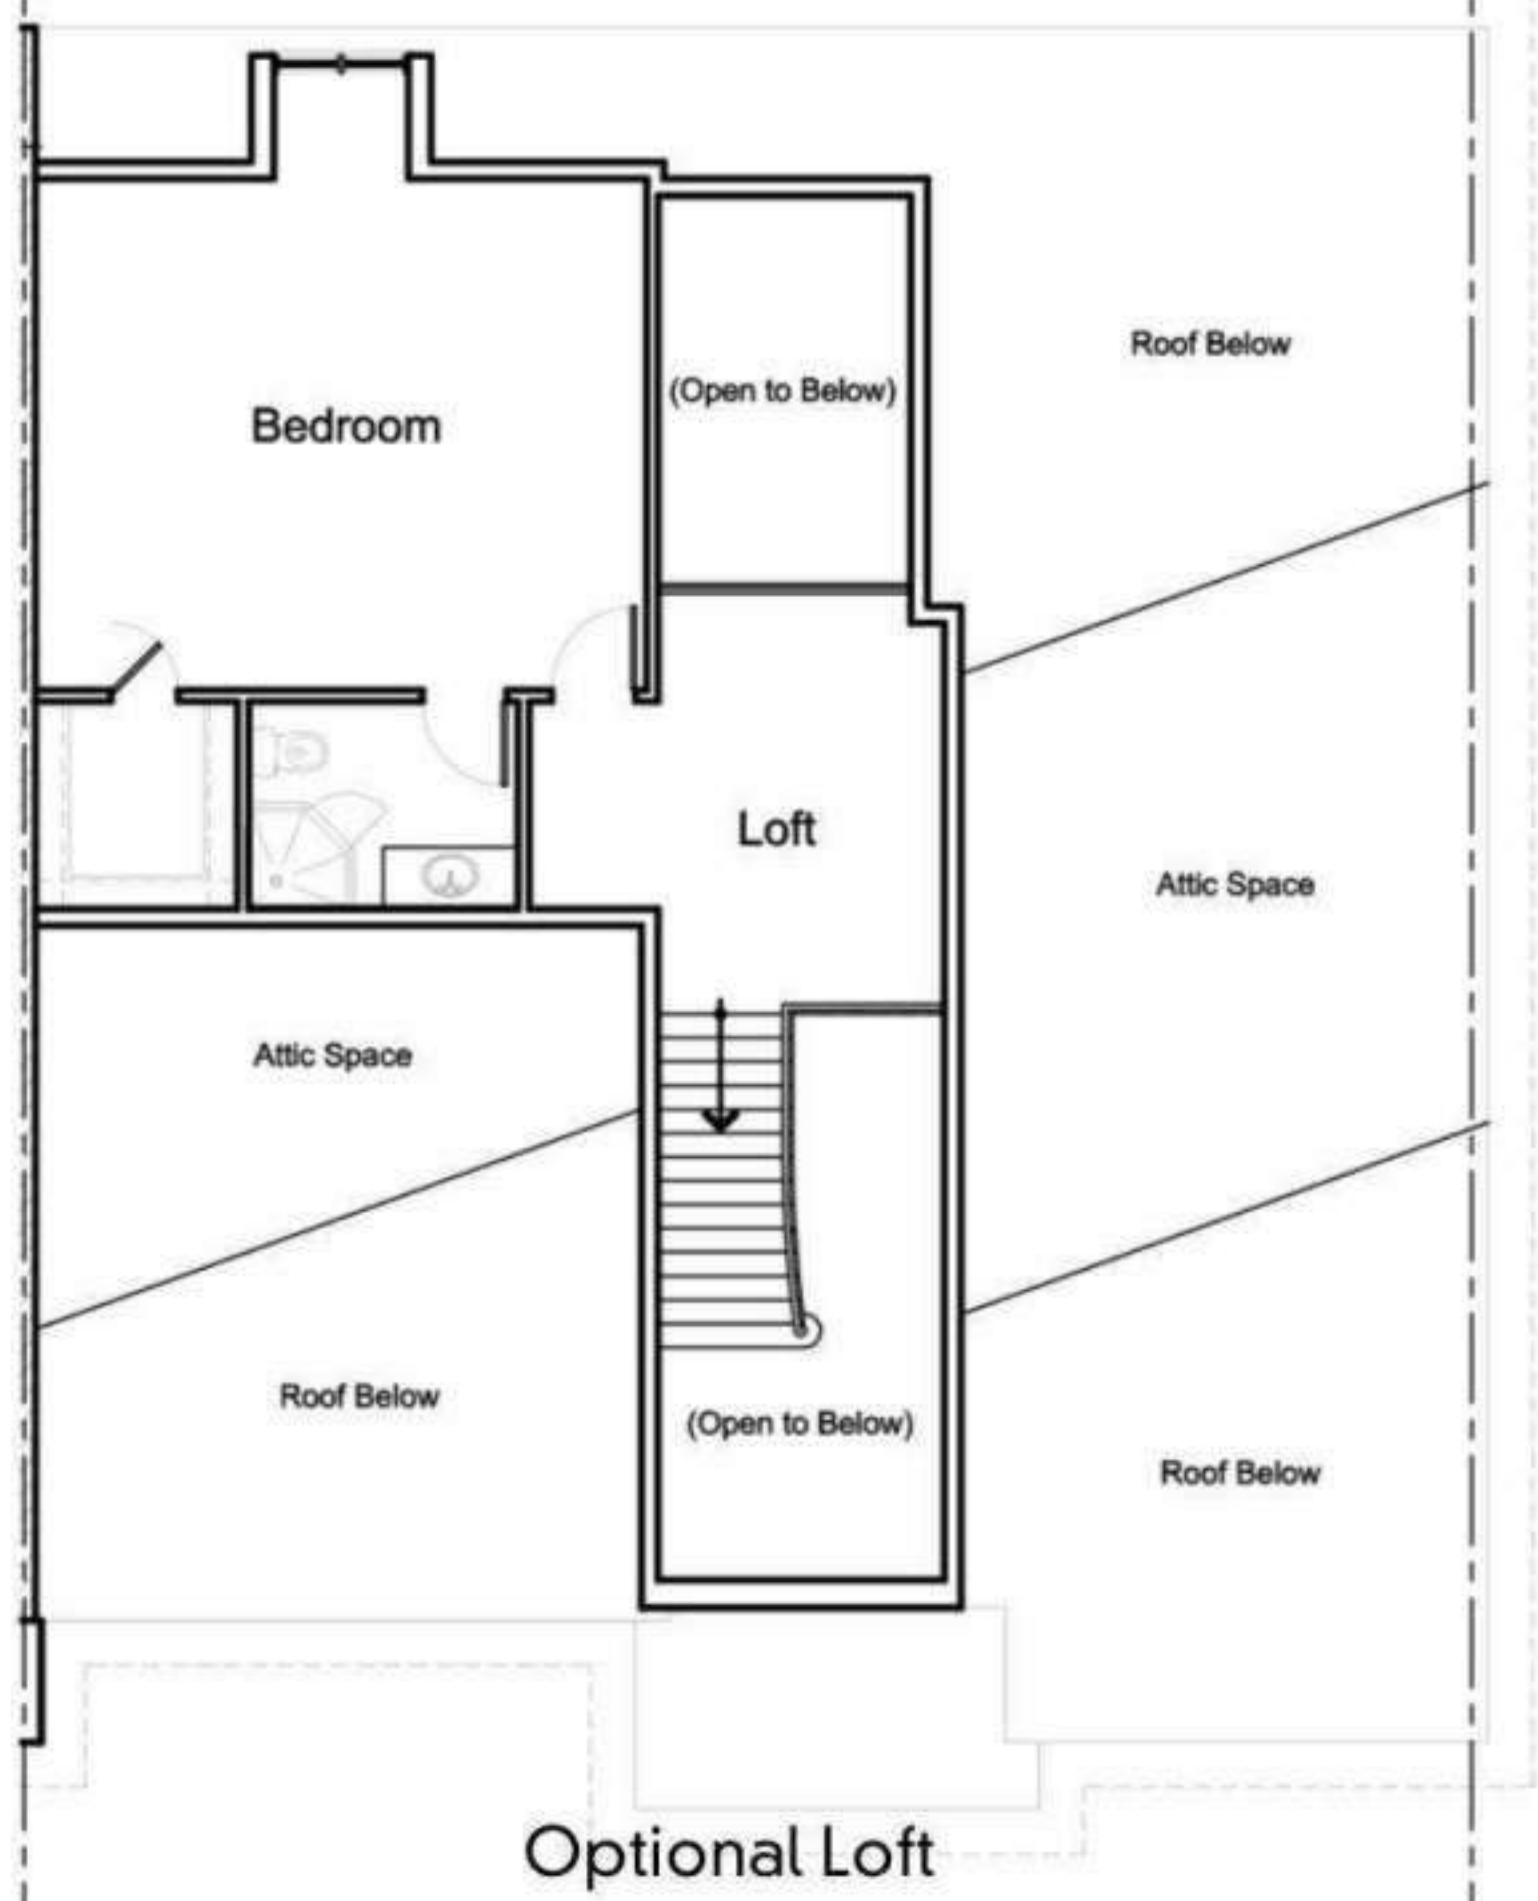 Roof Below
(Open to Below)
Bedroom
Loft
Attic Space
Attic Space
Roof Below
(Open to Below)
Roof Below
Optional Loft